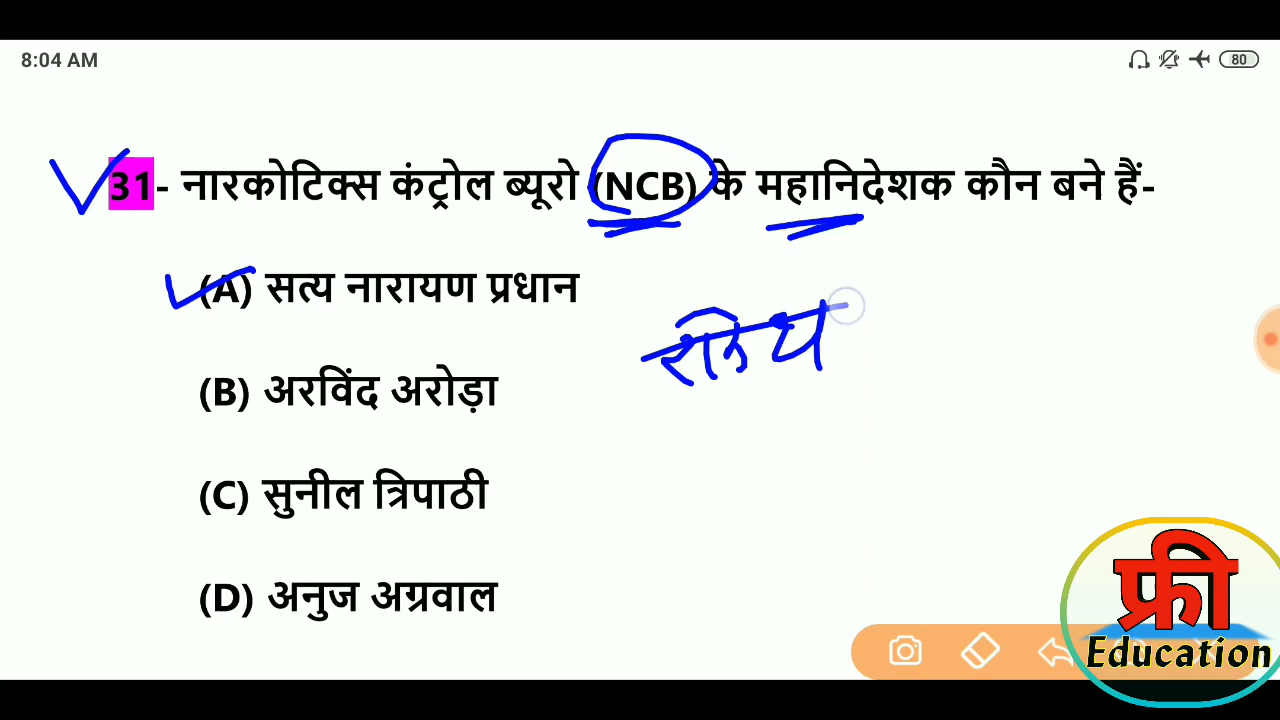 8:04 AM
80
31- नारकोटिक्स कंट्रोल ब्यूरो (NCB) के महानिदेशक कौन बने हैं-
(A) सत्य नारायण प्रधान
(B) अरविंद अरोड़ा
(C) सुनील त्रिपाठी
(D) अनुज अग्रवाल
फ्री
Education